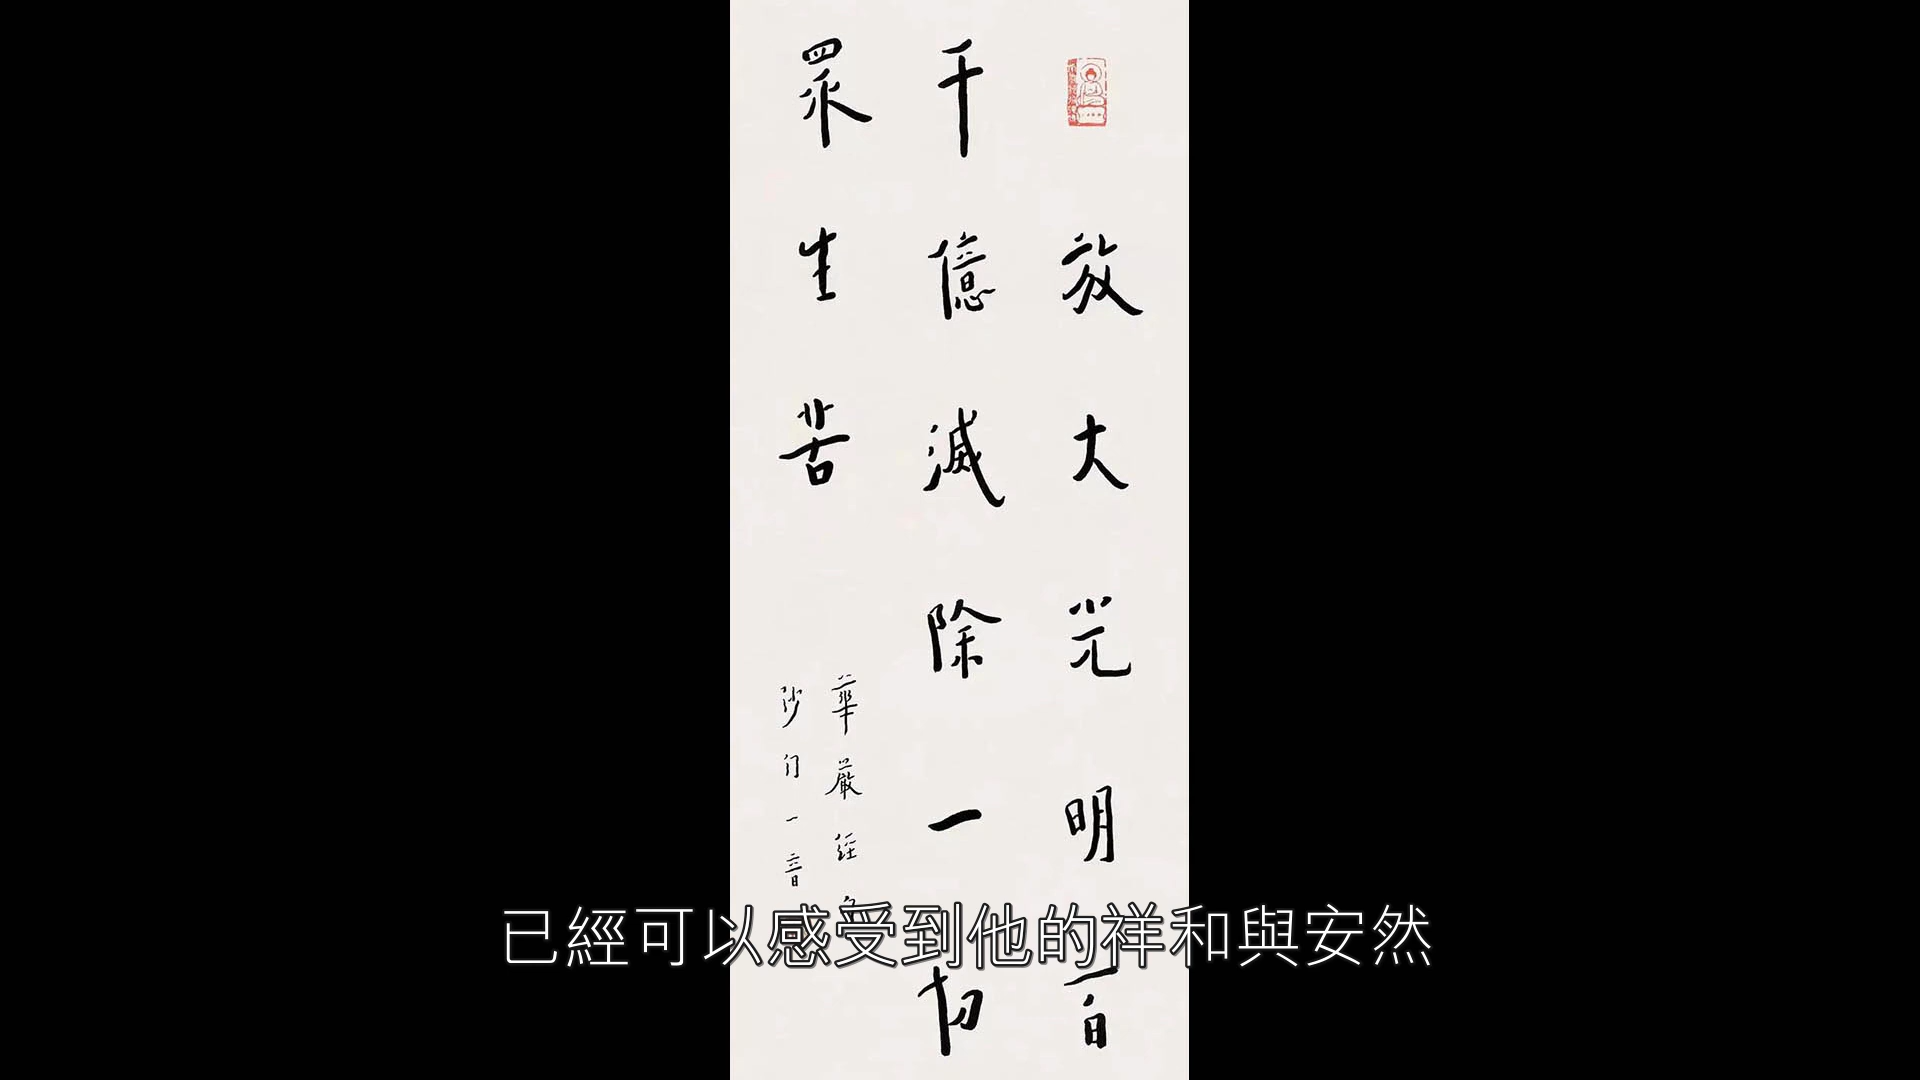 放大光明百
千億滅除一切
眾生苦
華嚴經句
沙门一音
已經可以感受到他的祥和與安然